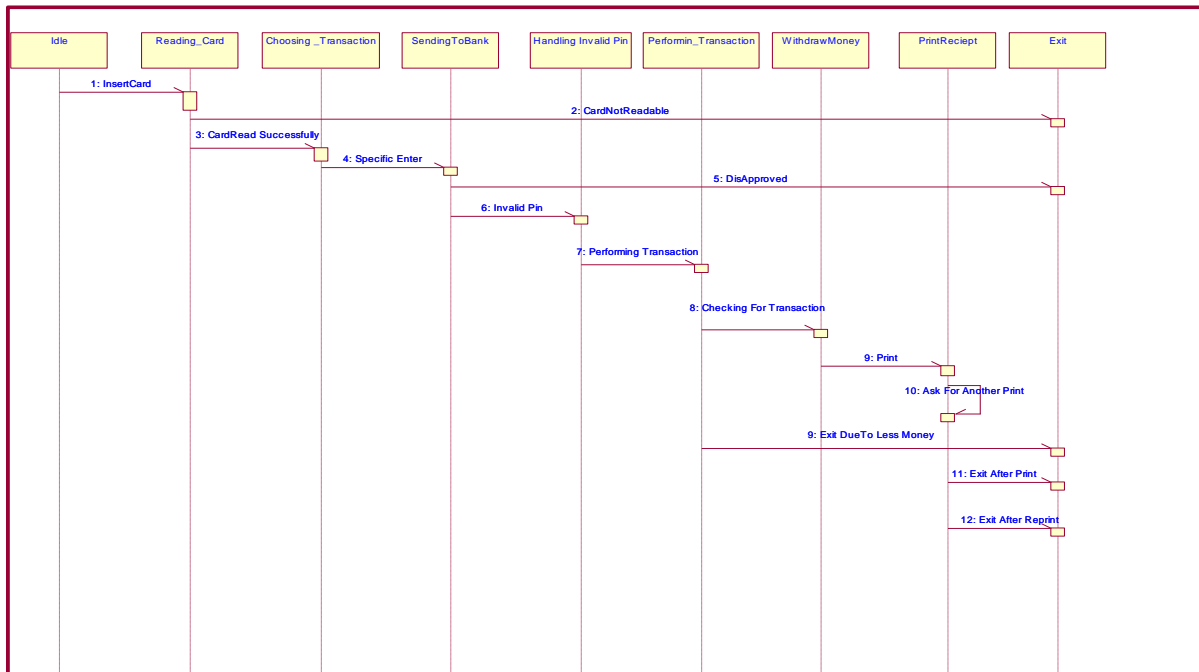 Idle
Reading_Card
Choosing _Transaction
SendingToBank
Handling Invalid Pin
Performin_Transaction
WithdrawMoney
PrintReciept
Exit
1: InsertCard
2: CardNotReadable
3: CardRead Successfully
4: Specific Enter
5: DisApproved
6: Invalid Pin
7: Performing Transaction
8: Checking For Transaction
9: Print
10: Ask For Another Print
9: Exit DueTo Less Money
11: Exit After Print
12: Exit After Reprint